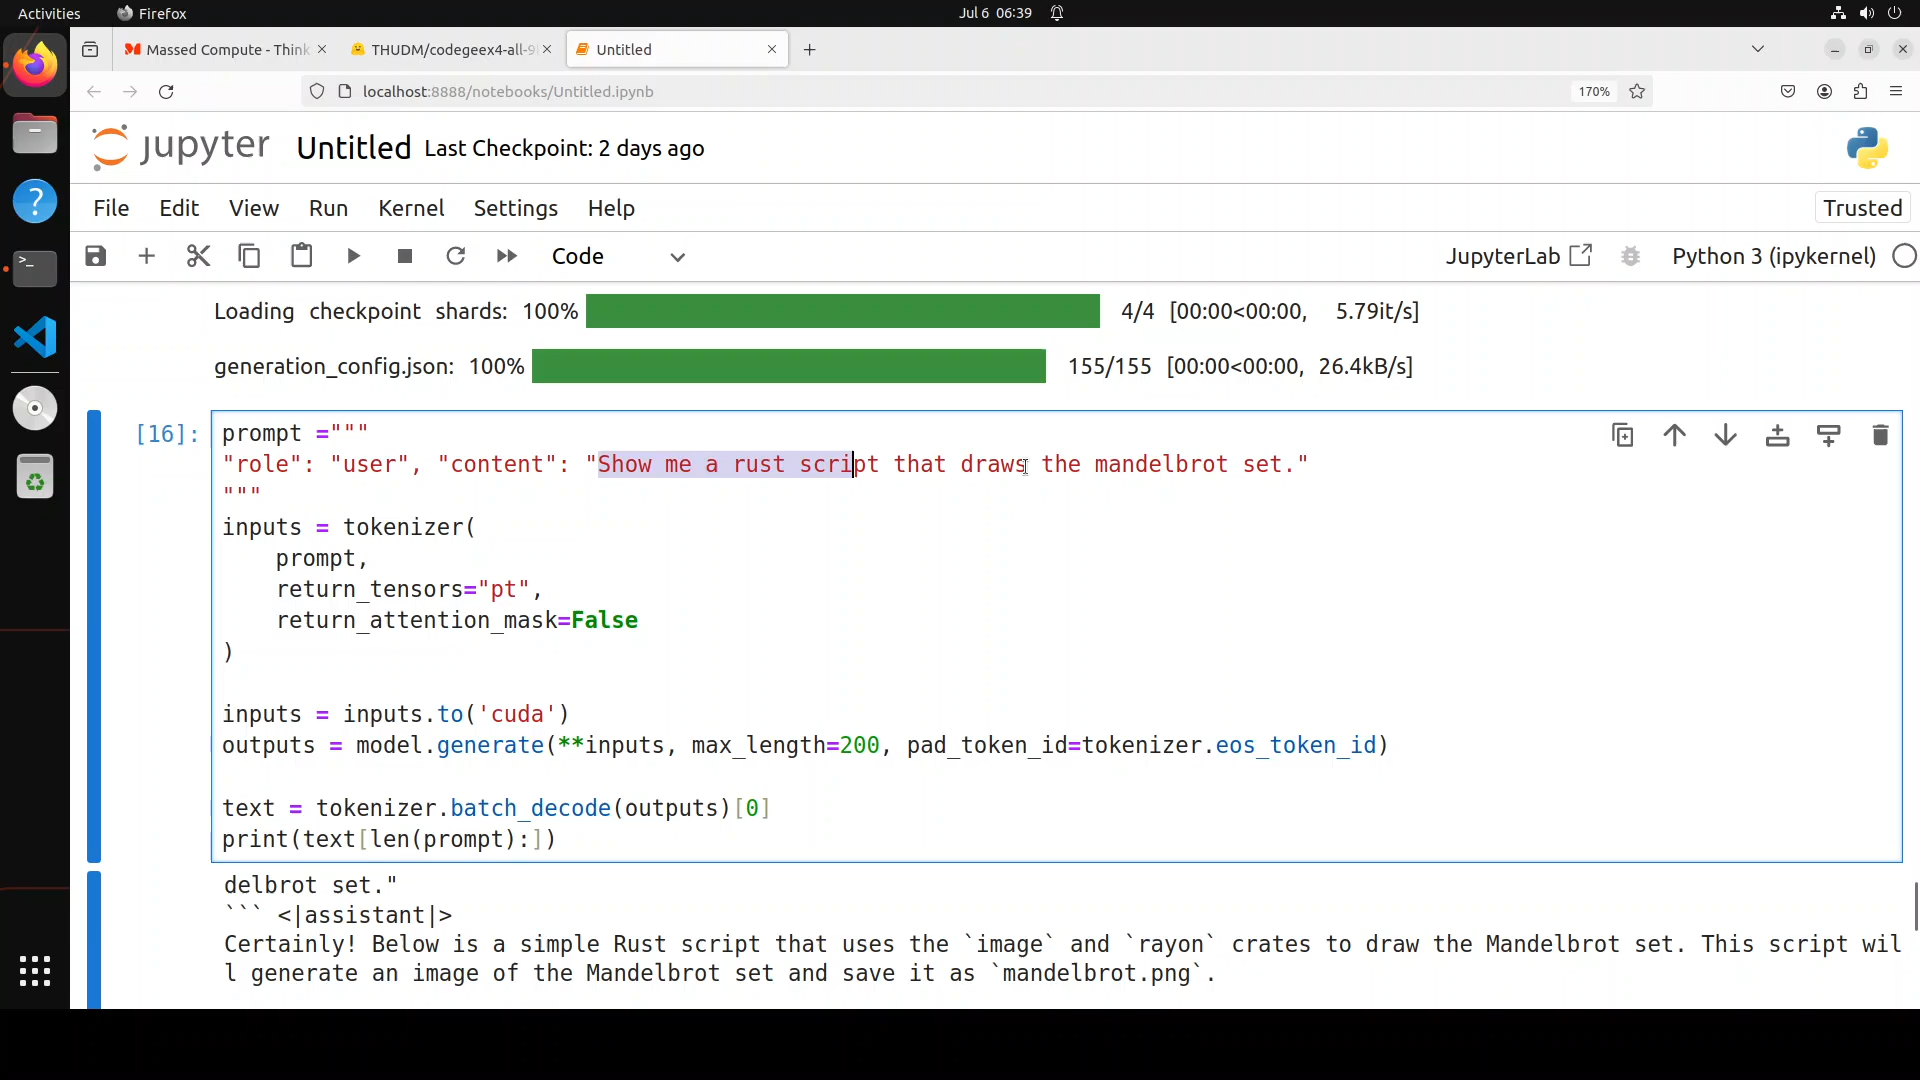 Activities
Firefox
Jul 6 06:39
Massed Compute - Think
THUDM/codegeex4-all-9
Untitled
localhost:8888/notebooks/Untitled.ipynb
170%
jupyter
Untitled
Last Checkpoint: 2 days ago
File
Edit
View
Run
Kernel
Settings
Help
Trusted
Code
JupyterLab
Python 3 (ipykernel)
Loading checkpoint shards: 100% 4/4 [00:00<00:00, 5.79it/s]
generation_config.json: 100% 155/155 [00:00<00:00, 26.4kB/s]
[16]:
prompt ="""
"role": "user", "content": "Show me a rust script that draws the mandelbrot set."
"""
inputs = tokenizer(
    prompt,
    return_tensors="pt",
    return_attention_mask=False
)
inputs = inputs.to('cuda')
outputs = model.generate(**inputs, max_length=200, pad_token_id=tokenizer.eos_token_id)
text = tokenizer.batch_decode(outputs)[0]
print(text[len(prompt):])
delbrot set."
``` <|assistant|>
Certainly! Below is a simple Rust script that uses the `image` and `rayon` crates to draw the Mandelbrot set. This script wil
l generate an image of the Mandelbrot set and save it as `mandelbrot.png`.